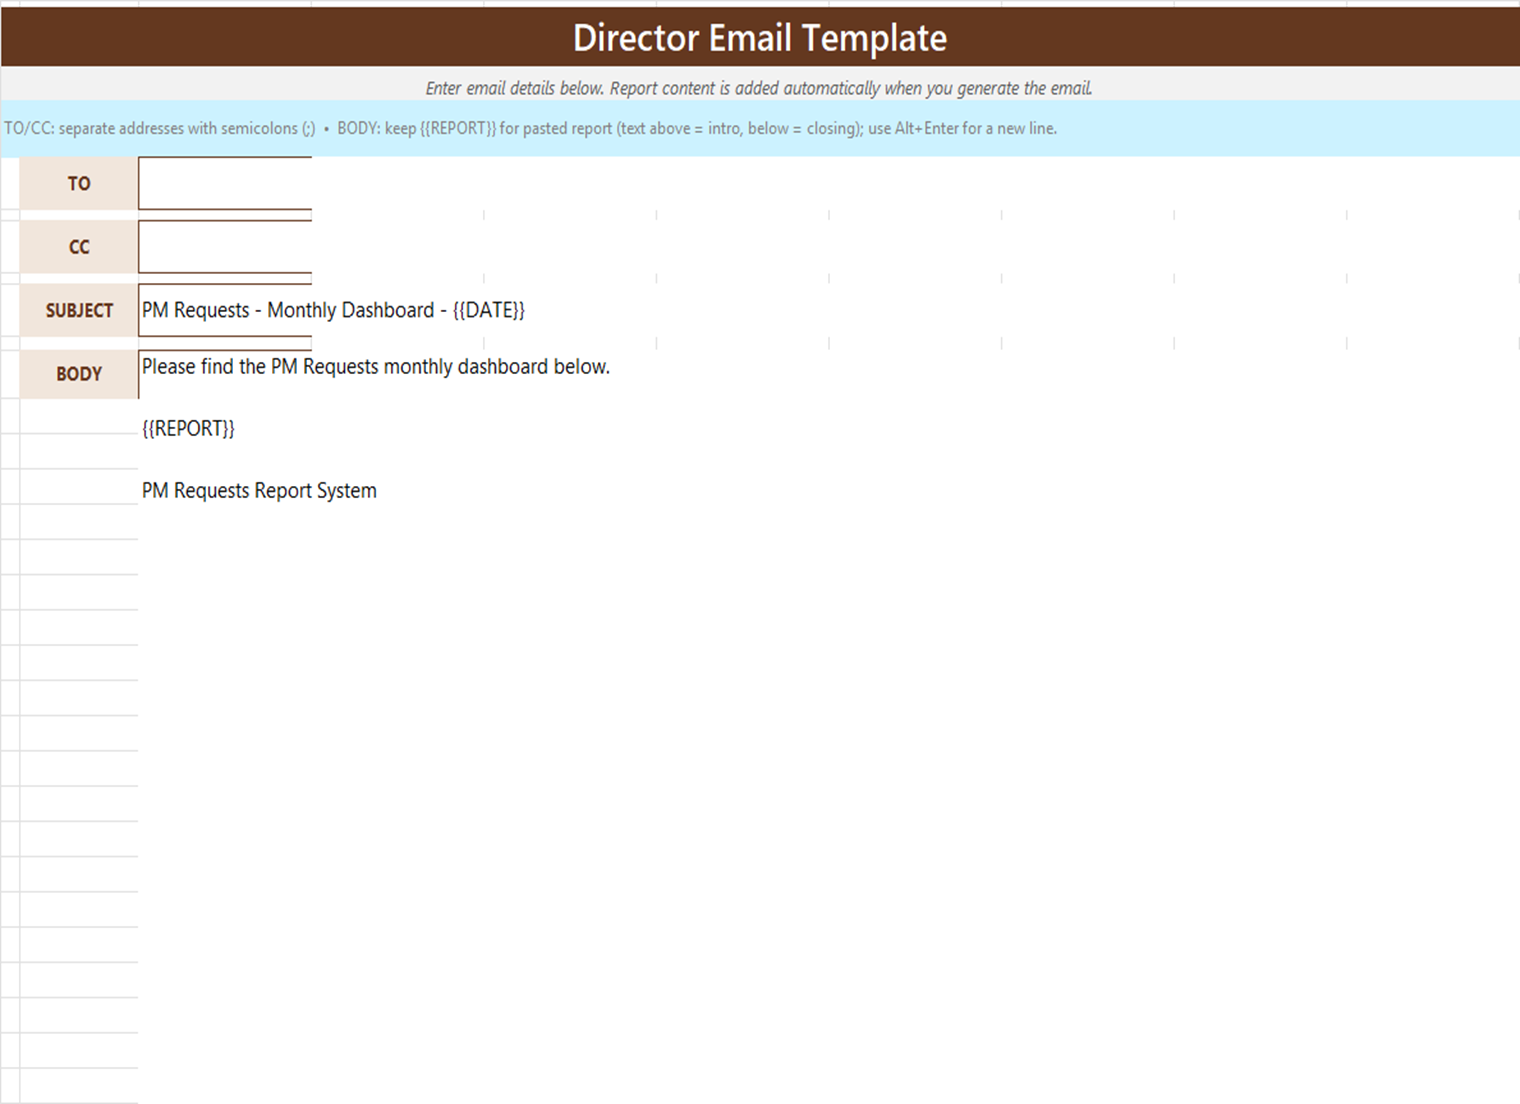 Director Email Template
Enter email details below. Report content is added automatically when you generate the email.
TO/CC: separate addresses with semicolons (;)  •  BODY: keep {{REPORT}} for pasted report (text above = intro, below = closing); use Alt+Enter for a new line.
TO
CC
SUBJECT PM Requests - Monthly Dashboard - {{DATE}}
BODY Please find the PM Requests monthly dashboard below.
{{REPORT}}
PM Requests Report System